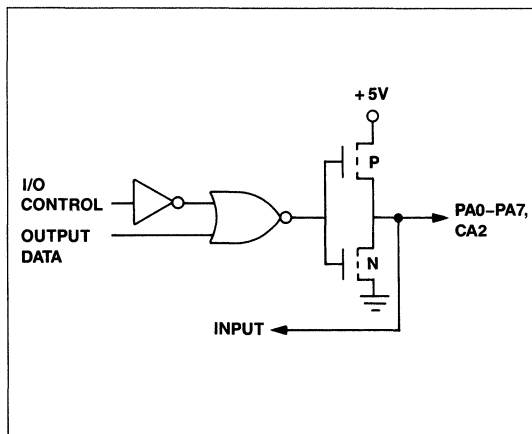 +5V
P
I/O
CONTROL
OUTPUT
DATA
PA0–PA7,
CA2
N
INPUT